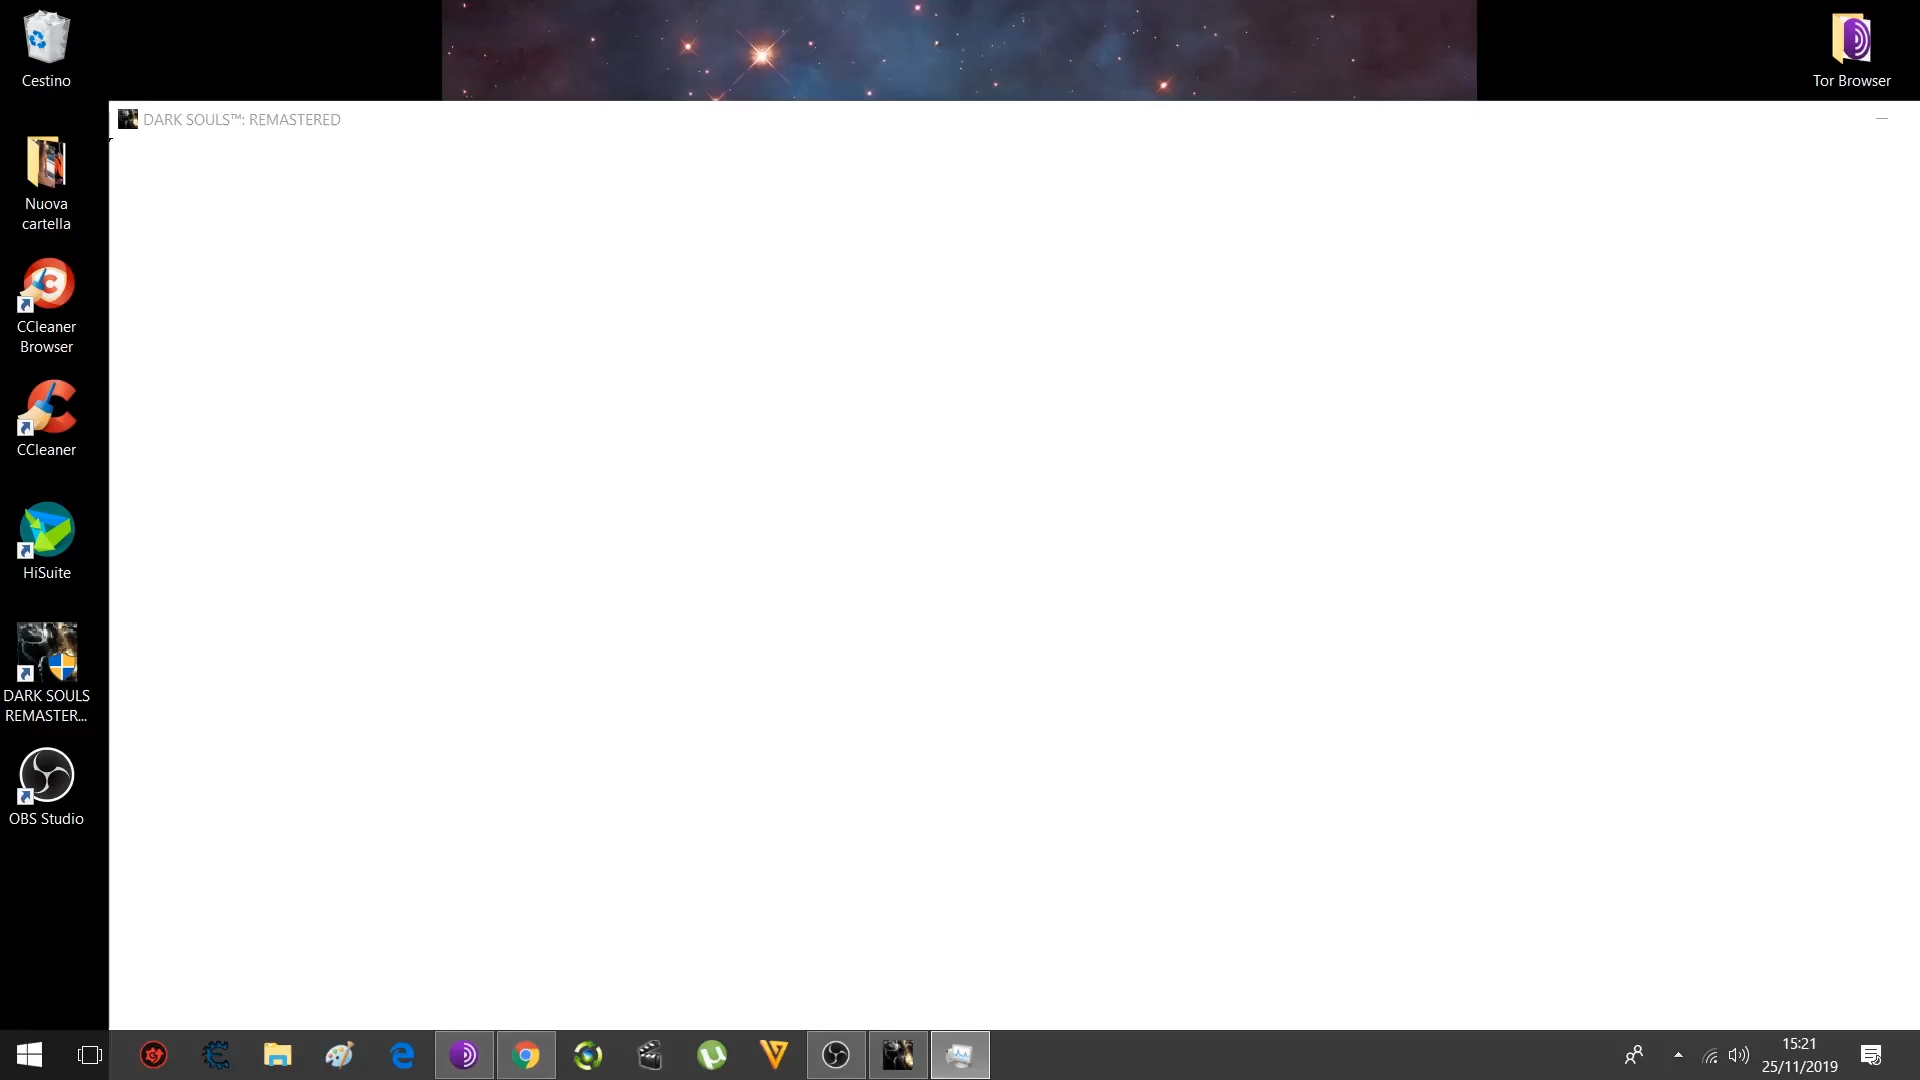 Cestino
Tor Browser
DARK SOULS™: REMASTERED
Nuova
cartella
CCleaner
Browser
CCleaner
HiSuite
DARK SOULS
REMASTER...
OBS Studio
15:21
25/11/2019